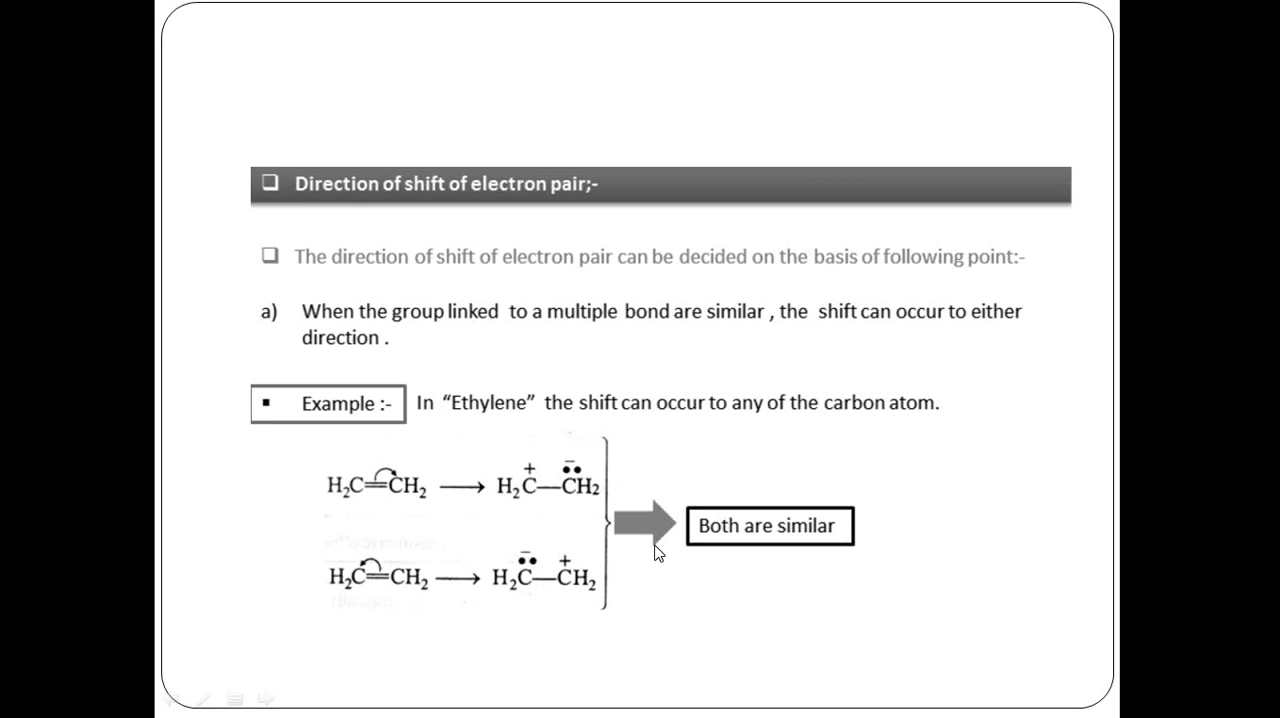 ❑ Direction of shift of electron pair;-
❑ The direction of shift of electron pair can be decided on the basis of following point:-
a) When the group linked to a multiple bond are similar , the shift can occur to either
direction .
▪ Example :- In “Ethylene” the shift can occur to any of the carbon atom.
H₂C=CH₂ ⟶ H₂C⁺—C̄̈H₂
Both are similar
H₂C=CH₂ ⟶ H₂C̄̈—C⁺H₂